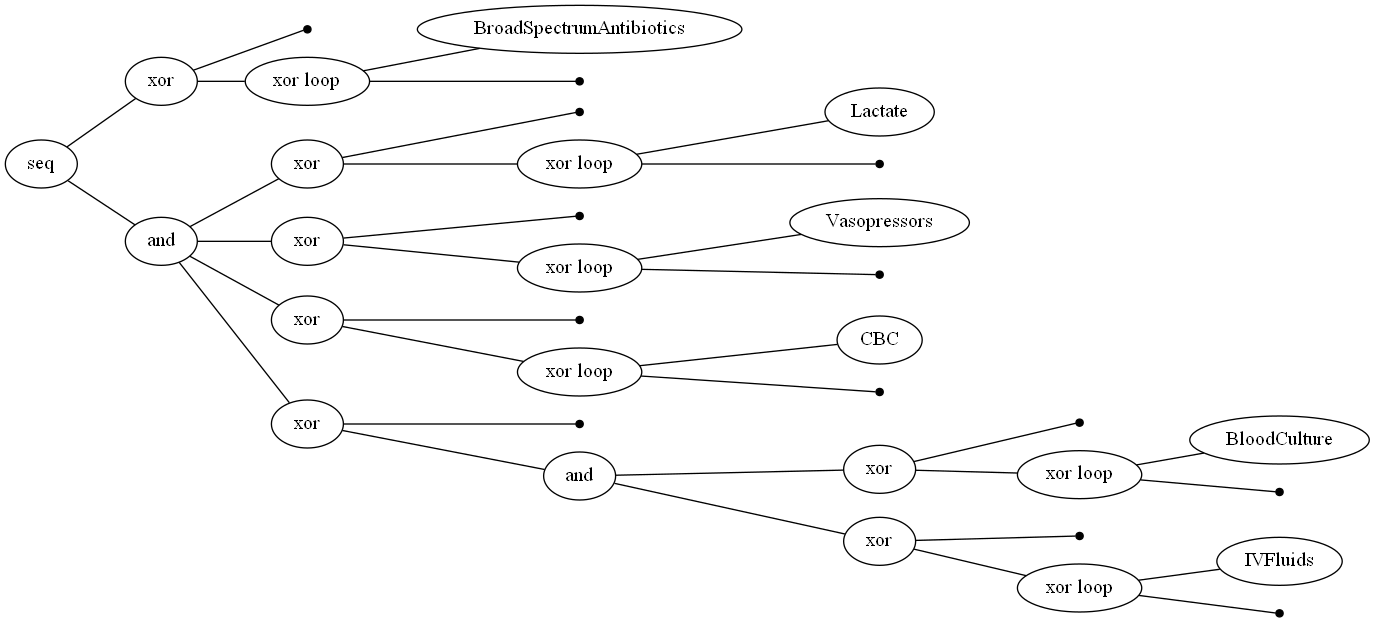 BroadSpectrumAntibiotics
xor
xor loop
Lactate
seq
xor
xor loop
Vasopressors
and
xor
xor loop
xor
CBC
xor loop
xor
BloodCulture
and
xor
xor loop
xor
IVFluids
xor loop